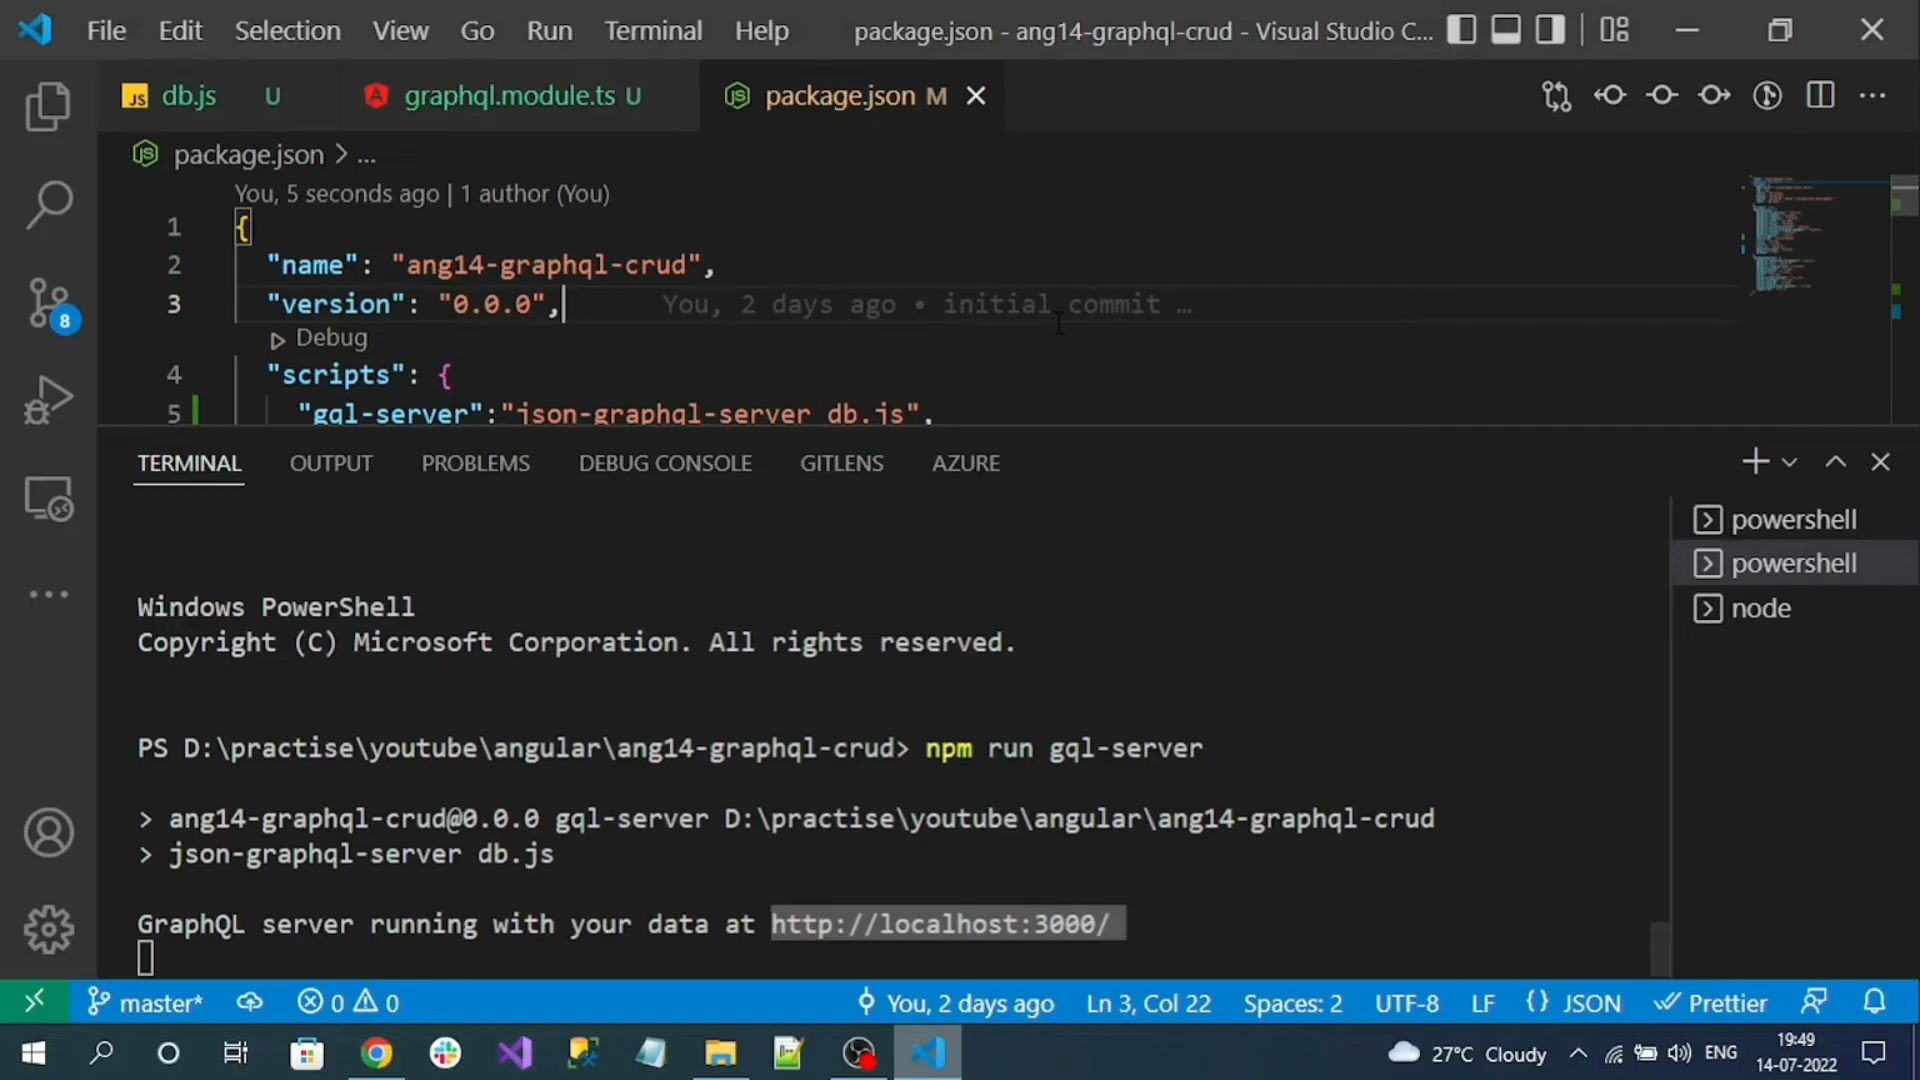 File Edit Selection View Go Run Terminal Help package.json - ang14-graphql-crud - Visual Studio C...
JS db.js U graphql.module.ts U package.json M
package.json > ...
You, 5 seconds ago | 1 author (You)
1 {
2 "name": "ang14-graphql-crud",
3 "version": "0.0.0", You, 2 days ago • initial commit …
Debug
4 "scripts": {
5 "gql-server":"json-graphql-server db.js",
TERMINAL OUTPUT PROBLEMS DEBUG CONSOLE GITLENS AZURE
powershell
powershell
node
Windows PowerShell
Copyright (C) Microsoft Corporation. All rights reserved.
PS D:\practise\youtube\angular\ang14-graphql-crud> npm run gql-server
> ang14-graphql-crud@0.0.0 gql-server D:\practise\youtube\angular\ang14-graphql-crud
> json-graphql-server db.js
GraphQL server running with your data at http://localhost:3000/
8
master* 0 0 You, 2 days ago Ln 3, Col 22 Spaces: 2 UTF-8 LF {} JSON Prettier
27°C Cloudy ENG 19:49
14-07-2022